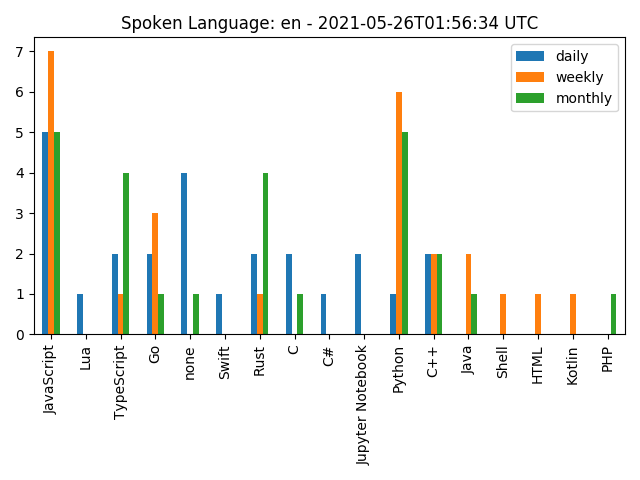 Spoken Language: en - 2021-05-26T01:56:34 UTC
daily
weekly
monthly
7
6
5
4
3
2
1
0
JavaScript
Lua
TypeScript
Go
none
Swift
Rust
C
C#
Jupyter Notebook
Python
C++
Java
Shell
HTML
Kotlin
PHP